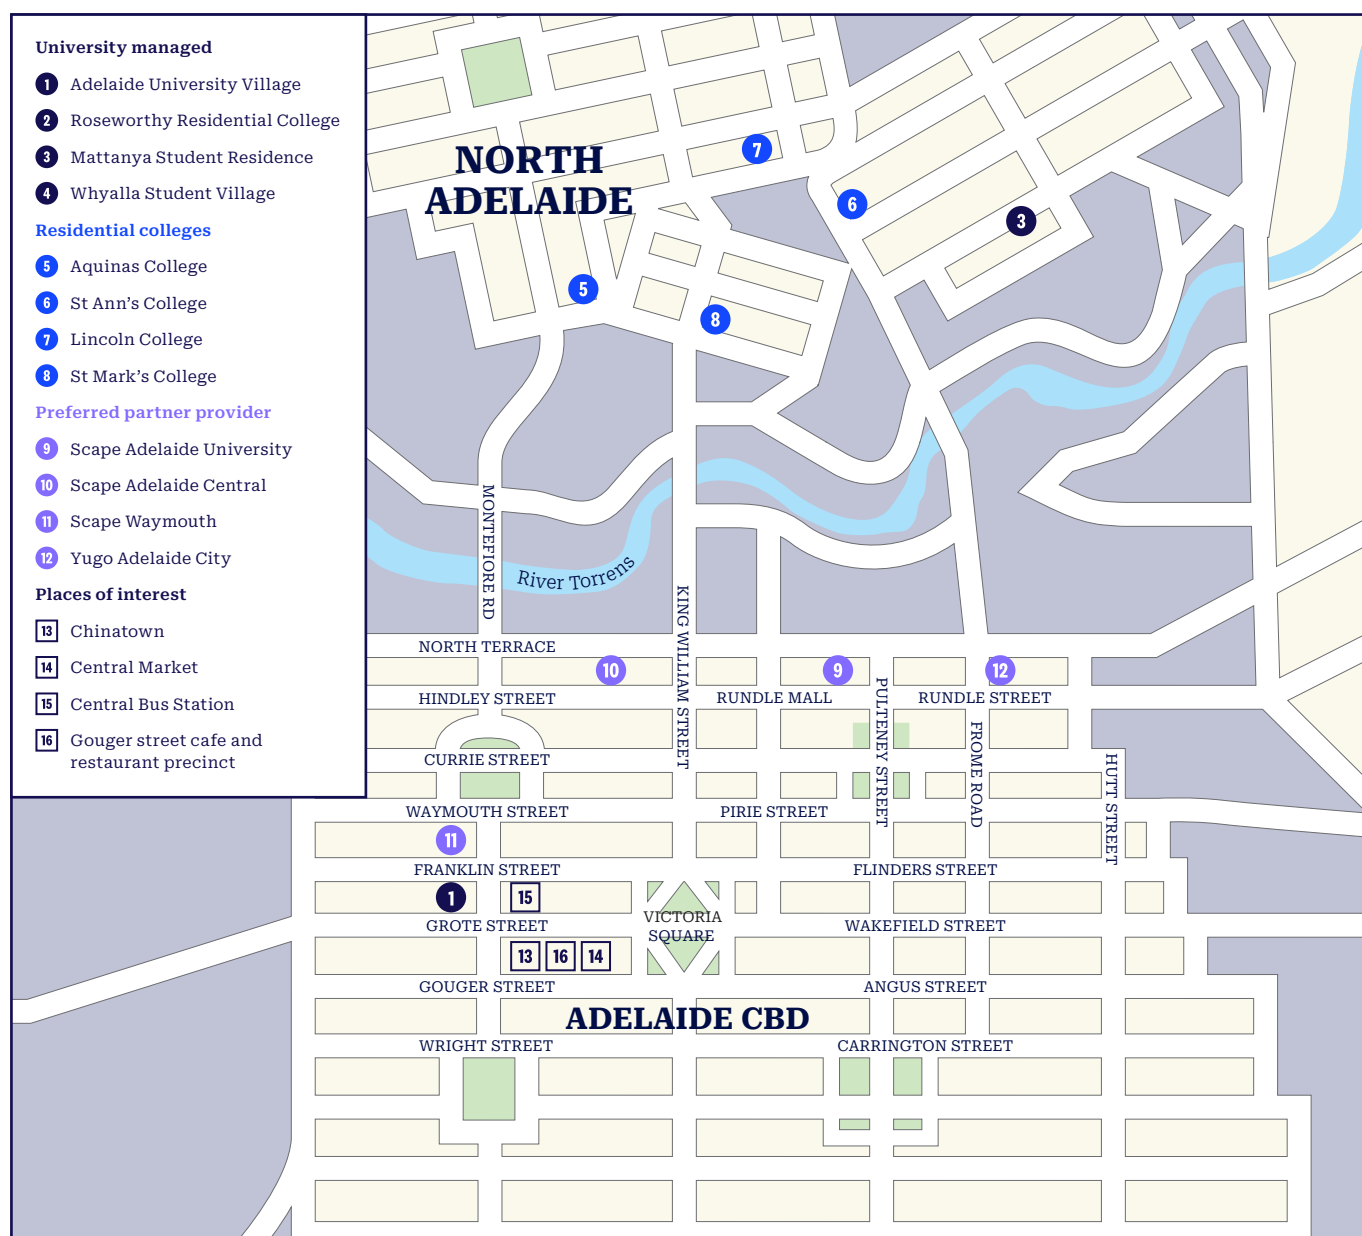 University managed
1 Adelaide University Village
2 Roseworthy Residential College
3 Mattanya Student Residence
4 Whyalla Student Village
Residential colleges
5 Aquinas College
6 St Ann’s College
7 Lincoln College
8 St Mark’s College
Preferred partner provider
9 Scape Adelaide University
10 Scape Adelaide Central
11 Scape Waymouth
12 Yugo Adelaide City
Places of interest
13 Chinatown
14 Central Market
15 Central Bus Station
16 Gouger street cafe and
restaurant precinct
NORTH
ADELAIDE
7
6
3
5
8
MONTEFIORE RD
River Torrens
KING WILLIAM STREET
NORTH TERRACE
10
9
12
HINDLEY STREET
RUNDLE MALL
RUNDLE STREET
PULTENEY STREET
FROME ROAD
HUTT STREET
CURRIE STREET
WAYMOUTH STREET
PIRIE STREET
11
FRANKLIN STREET
FLINDERS STREET
1
15
VICTORIA
SQUARE
GROTE STREET
WAKEFIELD STREET
13
16
14
GOUGER STREET
ANGUS STREET
ADELAIDE CBD
WRIGHT STREET
CARRINGTON STREET